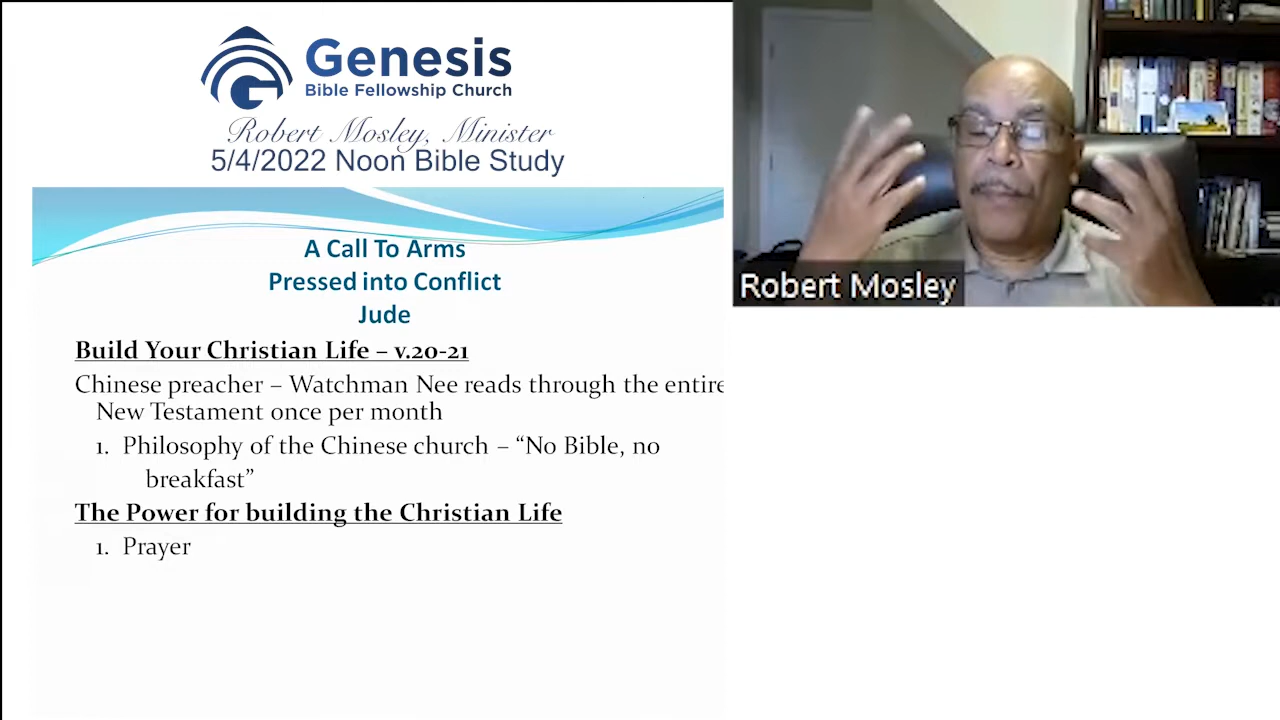 Genesis
Bible Fellowship Church
Robert Mosley, Minister
5/4/2022 Noon Bible Study
A Call To Arms
Pressed into Conflict
Jude
Build Your Christian Life – v.20-21
Chinese preacher – Watchman Nee reads through the entire
New Testament once per month
1. Philosophy of the Chinese church – “No Bible, no
breakfast”
The Power for building the Christian Life
1. Prayer
Robert Mosley